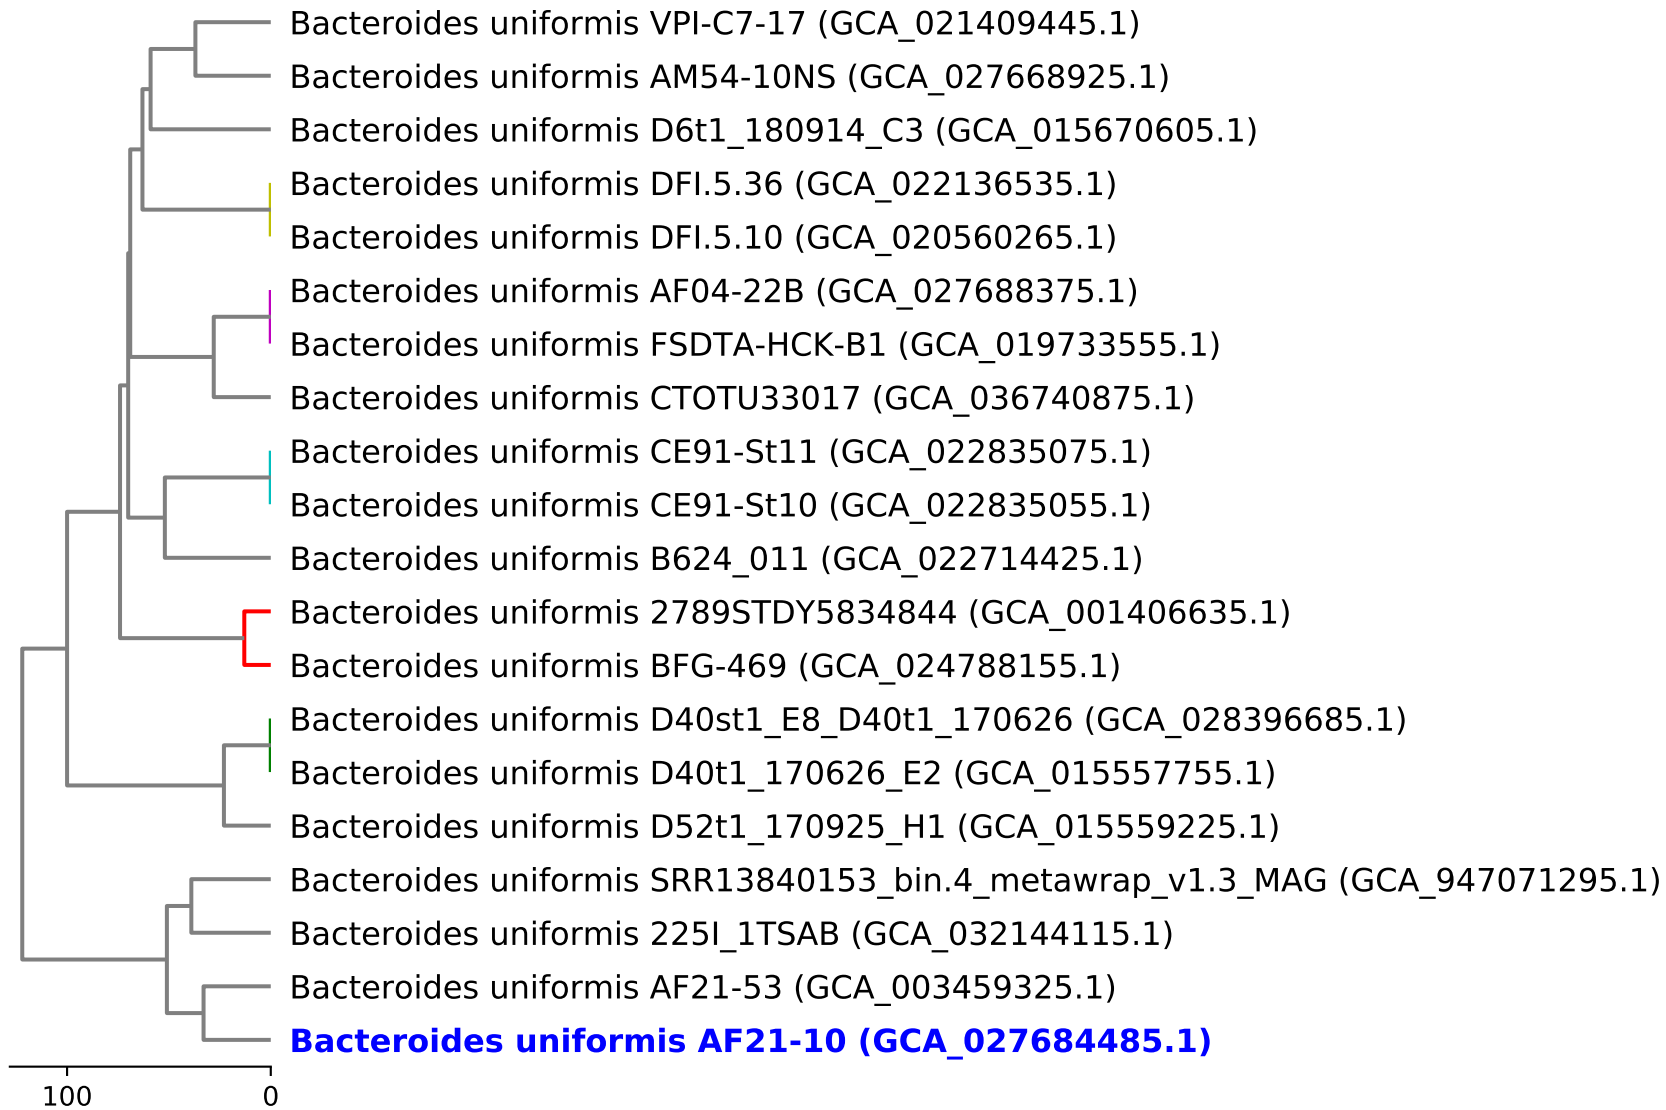 Bacteroides uniformis VPI-C7-17 (GCA_021409445.1)
Bacteroides uniformis AM54-10NS (GCA_027668925.1)
Bacteroides uniformis D6t1_180914_C3 (GCA_015670605.1)
Bacteroides uniformis DFI.5.36 (GCA_022136535.1)
Bacteroides uniformis DFI.5.10 (GCA_020560265.1)
Bacteroides uniformis AF04-22B (GCA_027688375.1)
Bacteroides uniformis FSDTA-HCK-B1 (GCA_019733555.1)
Bacteroides uniformis CTOTU33017 (GCA_036740875.1)
Bacteroides uniformis CE91-St11 (GCA_022835075.1)
Bacteroides uniformis CE91-St10 (GCA_022835055.1)
Bacteroides uniformis B624_011 (GCA_022714425.1)
Bacteroides uniformis 2789STDY5834844 (GCA_001406635.1)
Bacteroides uniformis BFG-469 (GCA_024788155.1)
Bacteroides uniformis D40st1_E8_D40t1_170626 (GCA_028396685.1)
Bacteroides uniformis D40t1_170626_E2 (GCA_015557755.1)
Bacteroides uniformis D52t1_170925_H1 (GCA_015559225.1)
Bacteroides uniformis SRR13840153_bin.4_metawrap_v1.3_MAG (GCA_947071295.1)
Bacteroides uniformis 225I_1TSAB (GCA_032144115.1)
Bacteroides uniformis AF21-53 (GCA_003459325.1)
Bacteroides uniformis AF21-10 (GCA_027684485.1)
100 0